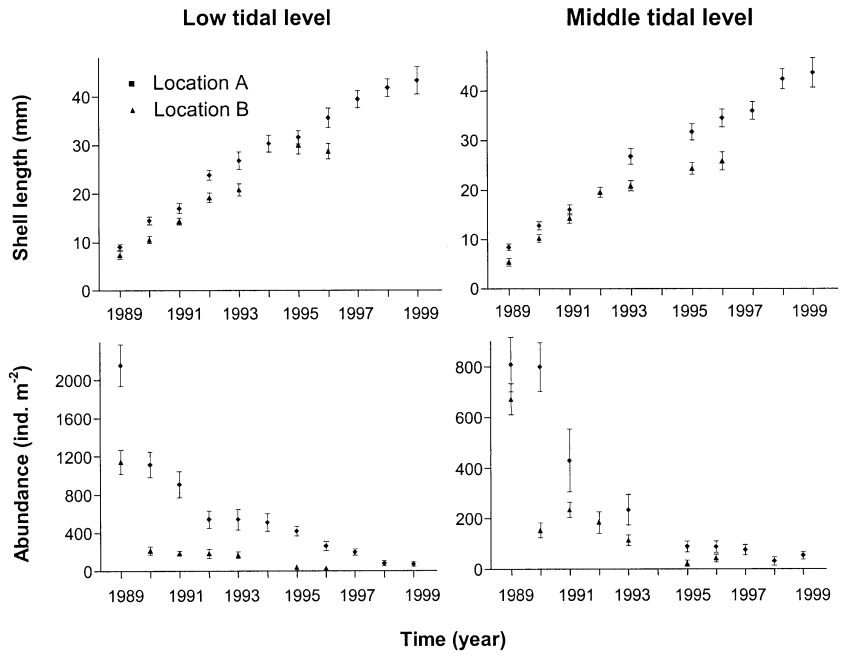 Low tidal level
Middle tidal level
Shell length (mm)
40
30
20
10
0
Location A
Location B
1989 1991 1993 1995 1997 1999
40
30
20
10
0
1989 1991 1993 1995 1997 1999
Abundance (ind. m-2)
2000
1600
1200
800
400
0
1989 1991 1993 1995 1997 1999
800
600
400
200
0
1989 1991 1993 1995 1997 1999
Time (year)